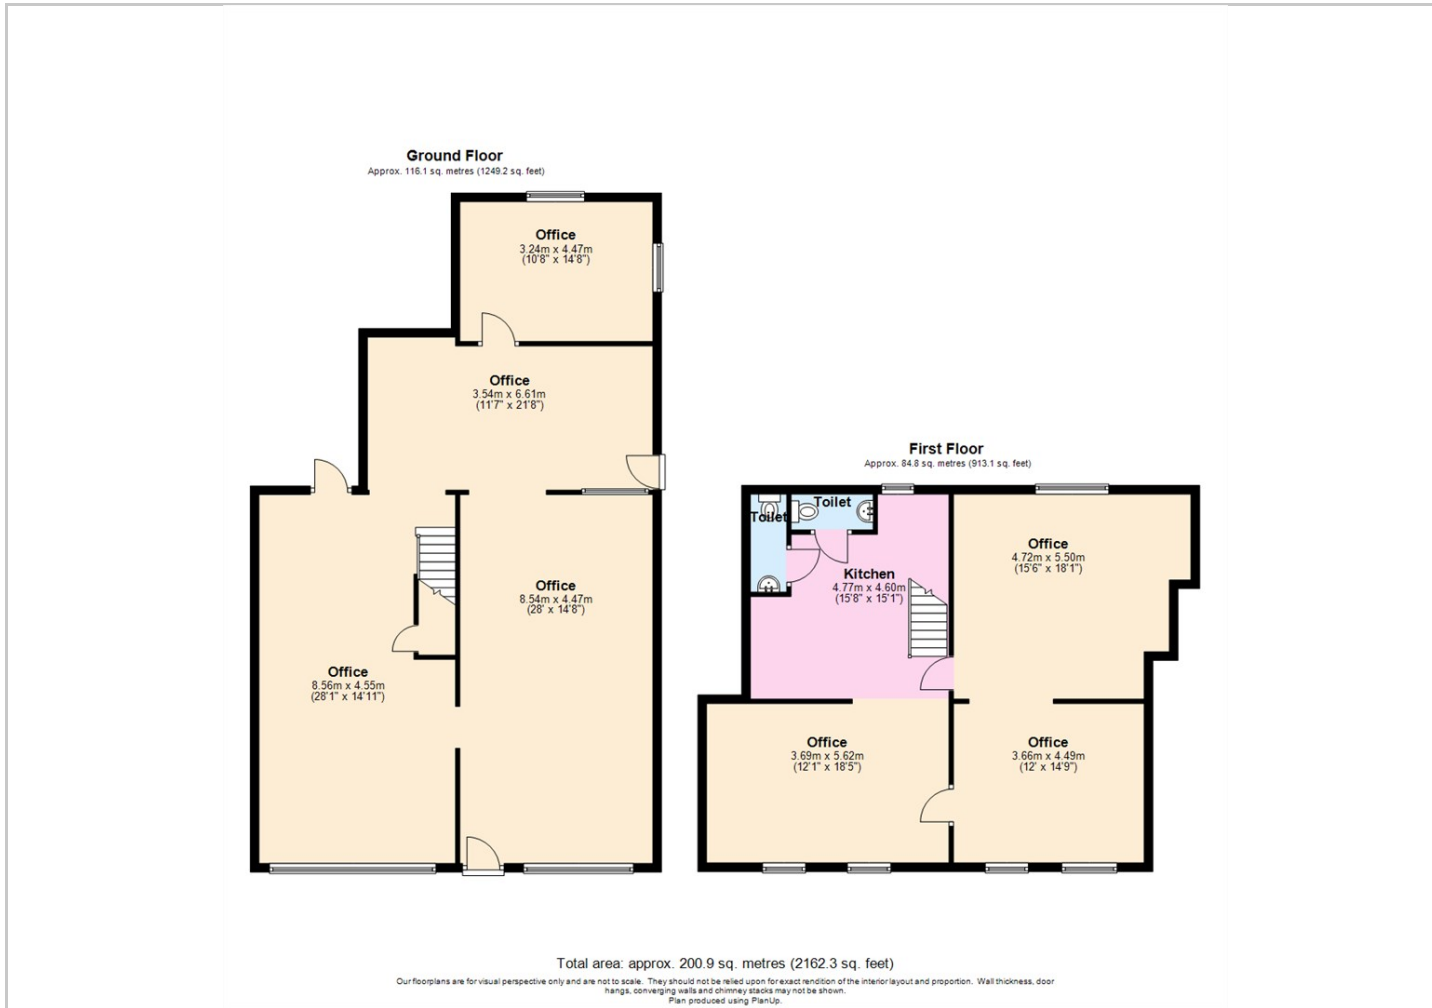 Ground Floor
Approx. 116.1 sq. metres (1249.2 sq. feet)
Office
3.24m x 4.47m
(10'8" x 14'8")
Office
3.54m x 6.61m
(11'7" x 21'8")
Office
8.54m x 4.47m
(28' x 14'8")
Office
8.56m x 4.55m
(28'1" x 14'11")
First Floor
Approx. 84.8 sq. metres (913.1 sq. feet)
Toilet
Toilet
Kitchen
4.77m x 4.60m
(15'8" x 15'1")
Office
4.72m x 5.50m
(15'6" x 18'1")
Office
3.69m x 5.62m
(12'1" x 18'5")
Office
3.66m x 4.49m
(12' x 14'9")
Total area: approx. 200.9 sq. metres (2162.3 sq. feet)
Our floorplans are for visual perspective only and are not to scale. They should not be relied upon for exact rendition of the interior layout and proportion. Wall thickness, door
hangs, converging walls and chimney stacks may not be shown.
Plan produced using PlanUp.